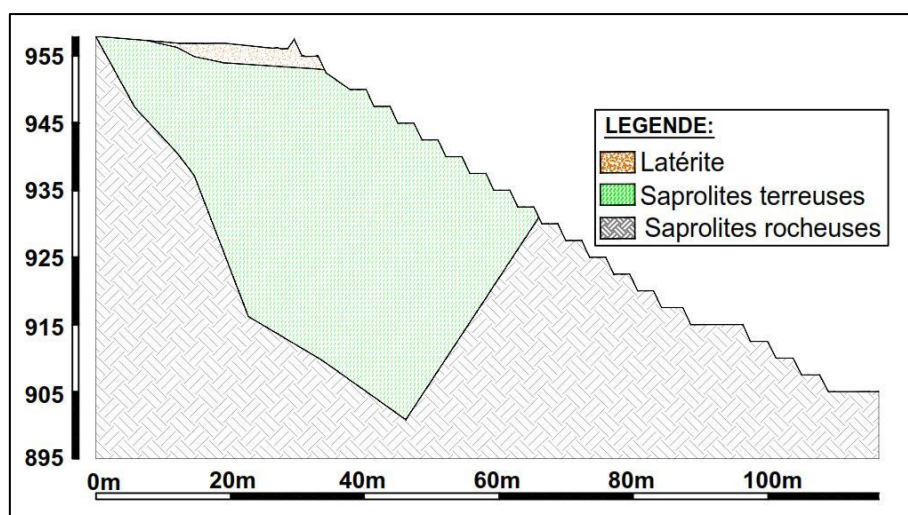 955
945
935
925
915
905
895
LEGENDE:
Latérite
Saprolites terreuses
Saprolites rocheuses
0m 20m 40m 60m 80m 100m